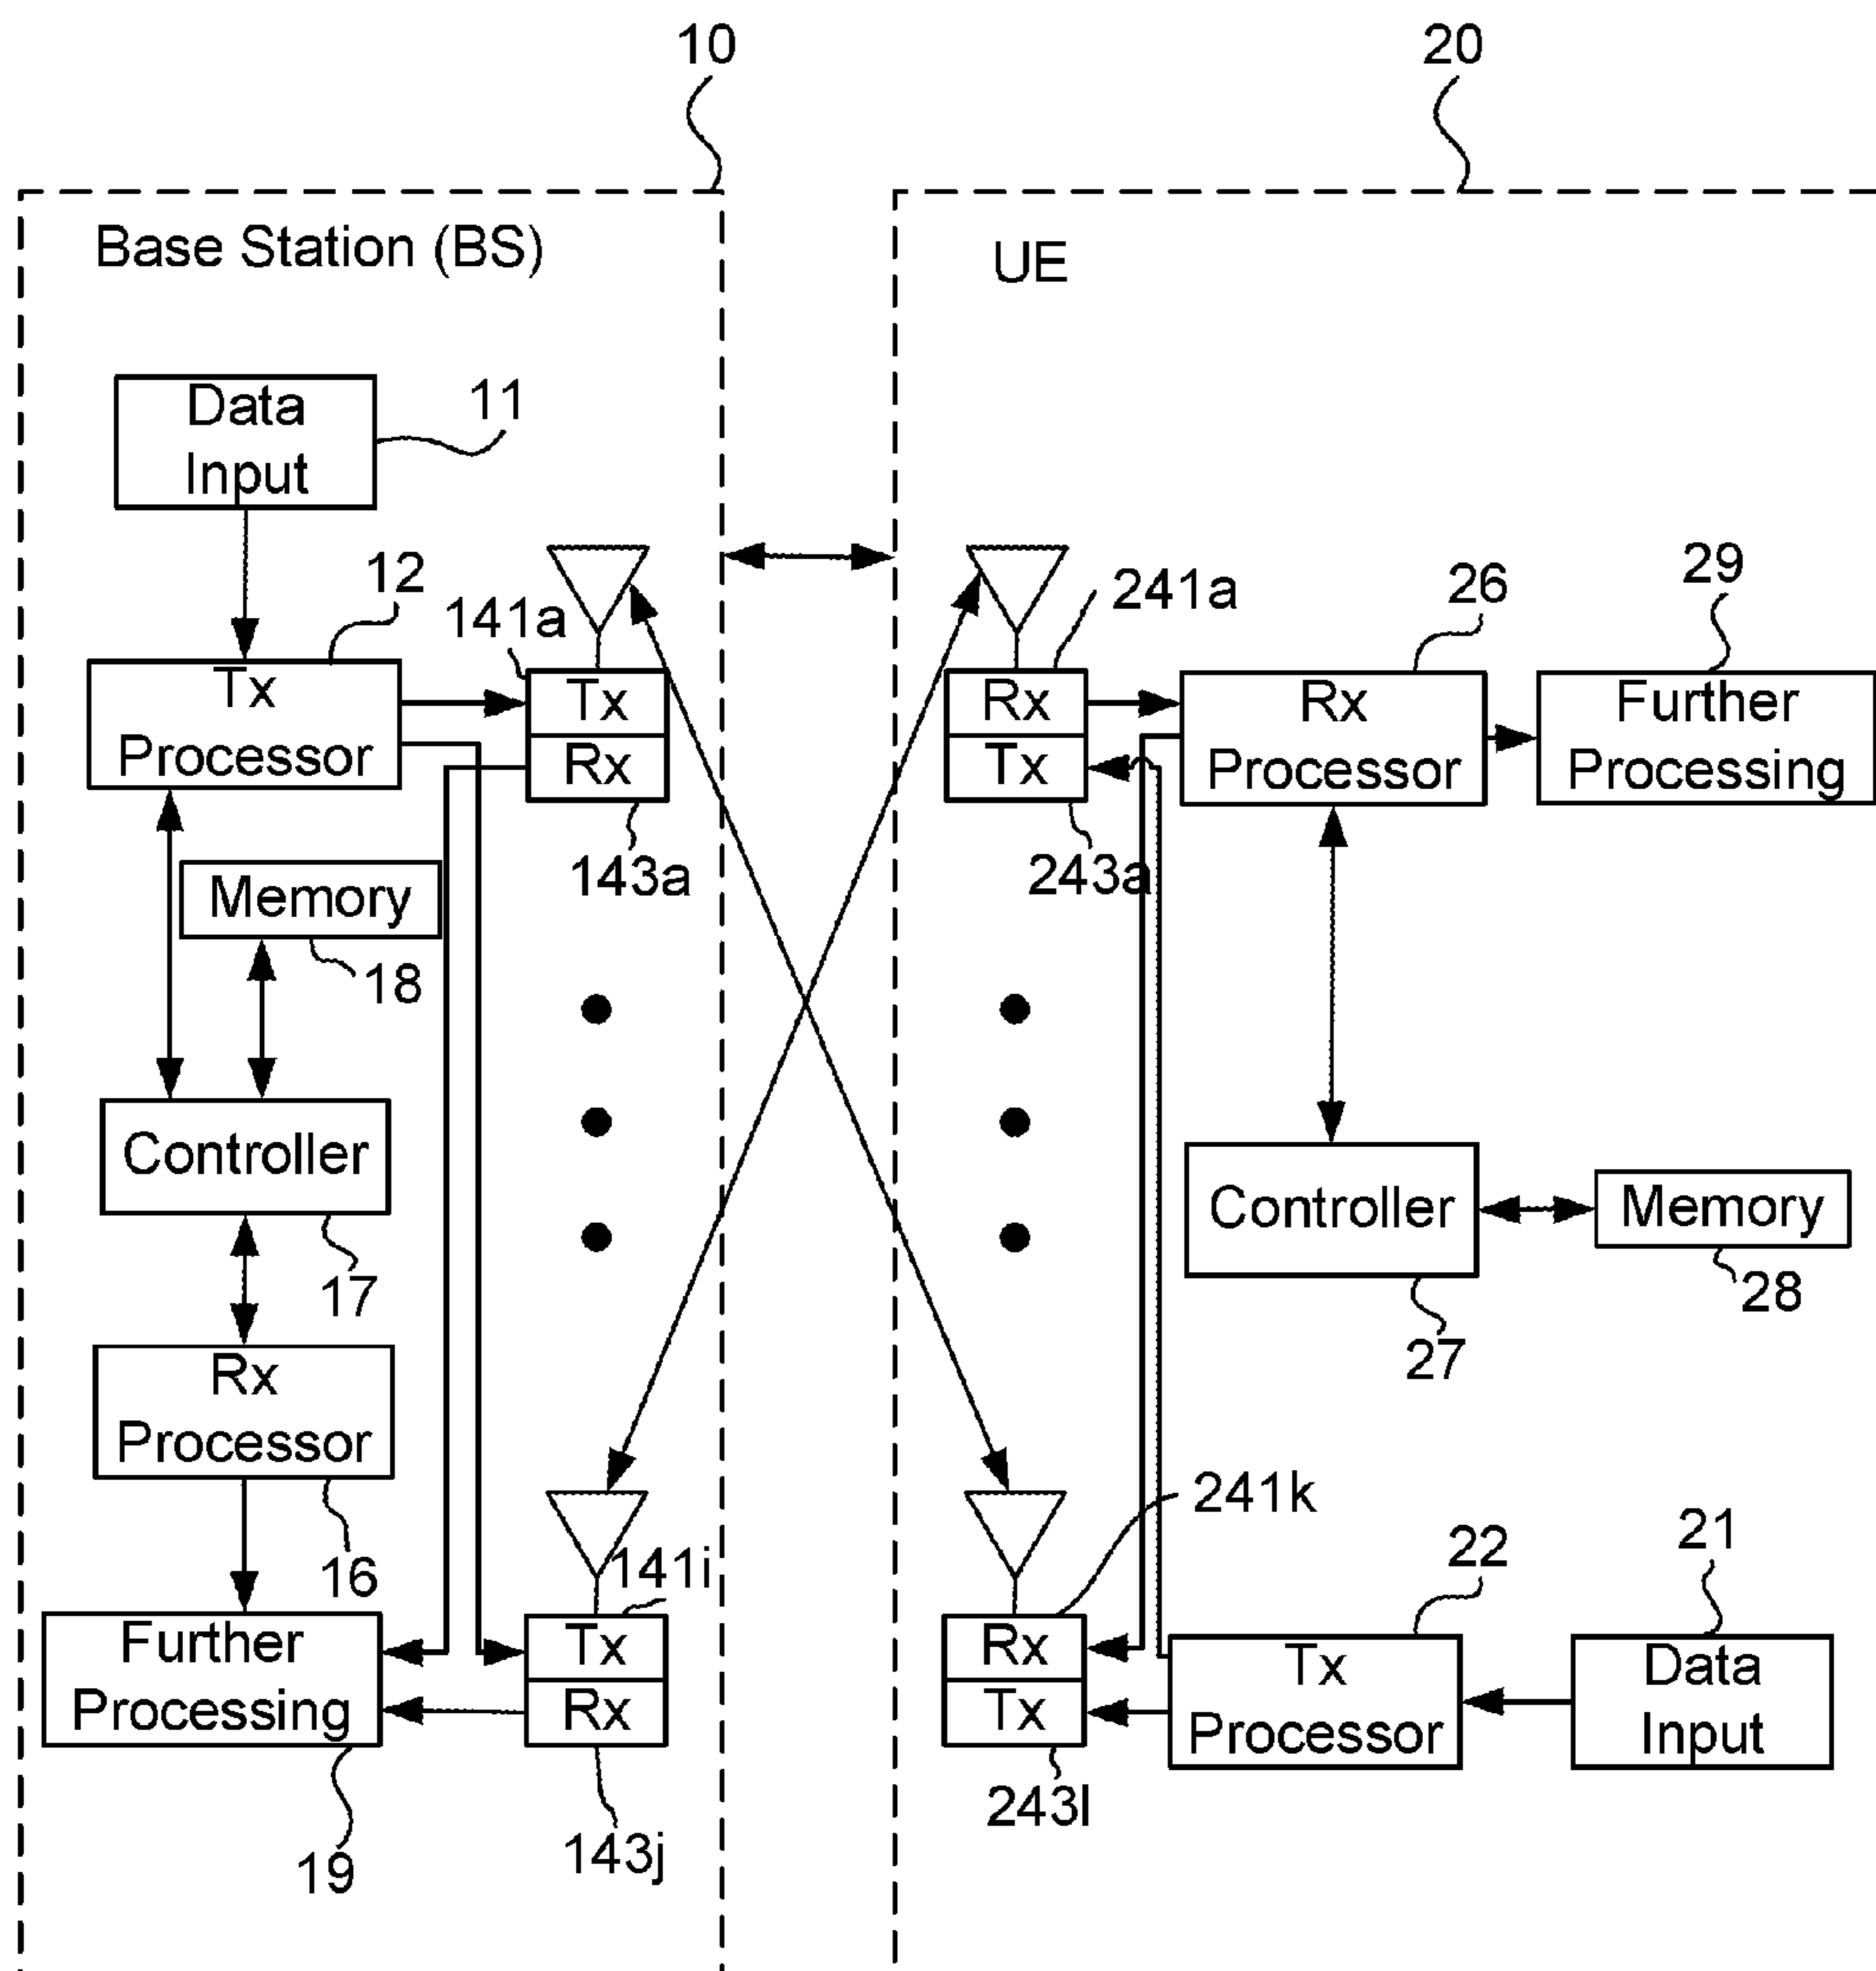 10
20
Base Station (BS)
UE
Data
Input
11
12
141a
Tx
Processor
Tx
Rx
143a
Memory
18
Controller
17
Rx
Processor
16
Further
Processing
19
141i
Tx
Rx
143j
241a
Rx
Tx
243a
26
Rx
Processor
29
Further
Processing
Controller
27
Memory
28
241k
Rx
Tx
243l
22
Tx
Processor
21
Data
Input